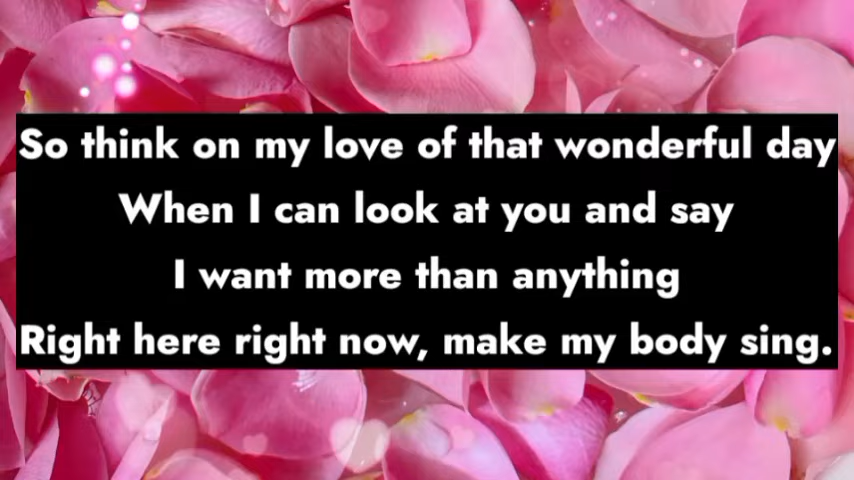 So think on my love of that wonderful day
When I can look at you and say
I want more than anything
Right here right now, make my body sing.